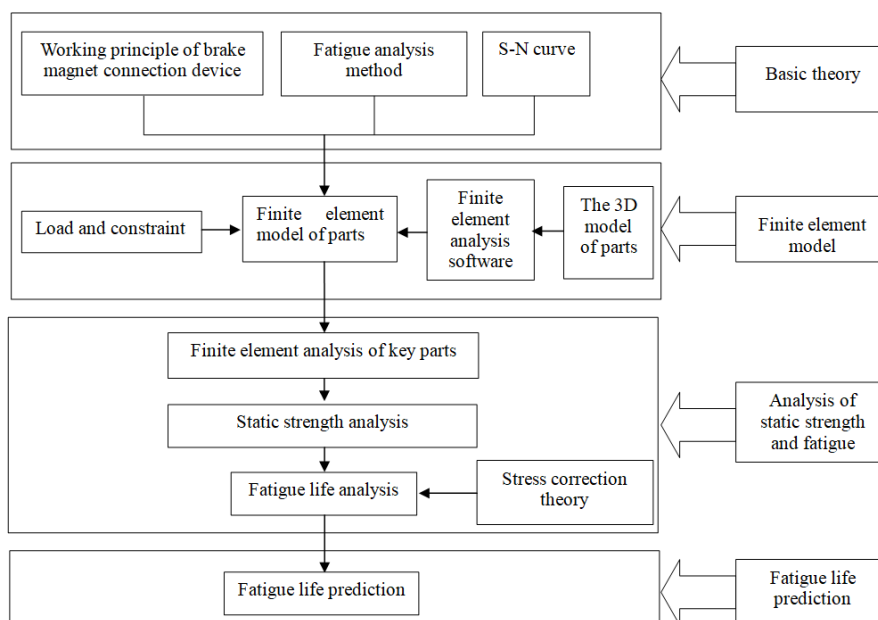 Working principle of brake
magnet connection device
Fatigue analysis
method
S-N curve
Basic theory
Load and constraint
Finite element
model of parts
Finite
element
analysis
software
The 3D
model
of parts
Finite element
model
Finite element analysis of key parts
Static strength analysis
Fatigue life analysis
Stress correction
theory
Analysis of
static strength
and fatigue
Fatigue life prediction
Fatigue life
prediction